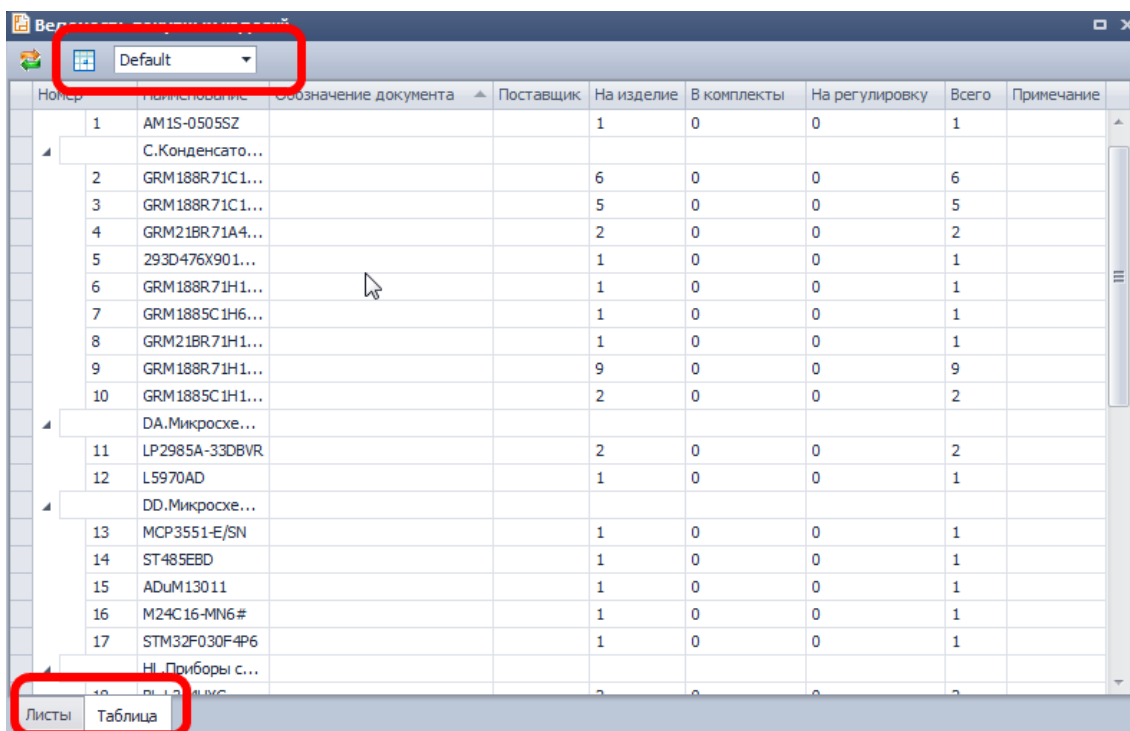 Default
Номер Наименование Обозначение документа Поставщик На изделие В комплекты На регулировку Всего Примечание
1 AM1S-0505SZ 1 0 0 1
C.Конденсато...
2 GRM188R71C1... 6 0 0 6
3 GRM188R71C1... 5 0 0 5
4 GRM21BR71A4... 2 0 0 2
5 293D476X901... 1 0 0 1
6 GRM188R71H1... 1 0 0 1
7 GRM1885C1H6... 1 0 0 1
8 GRM21BR71H1... 1 0 0 1
9 GRM188R71H1... 9 0 0 9
10 GRM1885C1H1... 2 0 0 2
DA.Микросхе...
11 LP2985A-33DBVR 2 0 0 2
12 L5970AD 1 0 0 1
DD.Микросхе...
13 MCP3551-E/SN 1 0 0 1
14 ST485EBD 1 0 0 1
15 ADuM13011 1 0 0 1
16 M24C16-MN6# 1 0 0 1
17 STM32F030F4P6 1 0 0 1
HL.Приборы с...
Листы Таблица